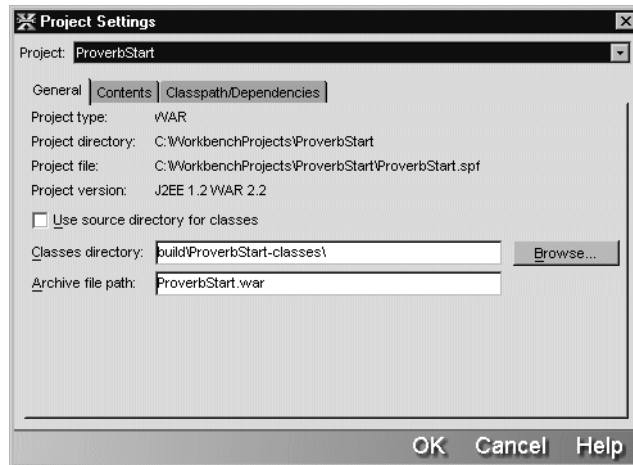 Project Settings
Project: ProverbStart
General Contents Classpath/Dependencies
Project type: WAR
Project directory: C:\WorkbenchProjects\ProverbStart
Project file: C:\WorkbenchProjects\ProverbStart\ProverbStart.spf
Project version: J2EE 1.2 WAR 2.2
Use source directory for classes
Classes directory: build\ProverbStart-classes\ Browse...
Archive file path: ProverbStart.war
OK Cancel Help